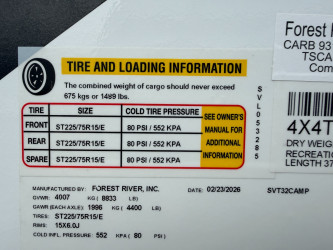 TIRE AND LOADING INFORMATION
The combined weight of cargo should never exceed
675 kgs or 1489 lbs.
TIRE SIZE COLD TIRE PRESSURE
SEE OWNER'S
MANUAL FOR
ADDITIONAL
INFORMATION
FRONT ST225/75R15/E 80 PSI / 552 KPA
REAR ST225/75R15/E 80 PSI / 552 KPA
SPARE ST225/75R15/E 80 PSI / 552 KPA
SVL05328
MANUFACTURED BY: FOREST RIVER, INC.
GVWR: 4007 KG ( 8833 LB) DATE: 02/23/2026 SVT32CAMP
GAWR (EACH AXLE): 1996 KG ( 4400 LB)
TIRES: ST225/75R15/E
RIMS: 15X6.0J
COLD INFL. PRESSURE: 552 KPA ( 80 PSI)
Forest
CARB 93
TSCA
Com
4X4T
DRY WEIG
RECREATIO
LENGTH 37